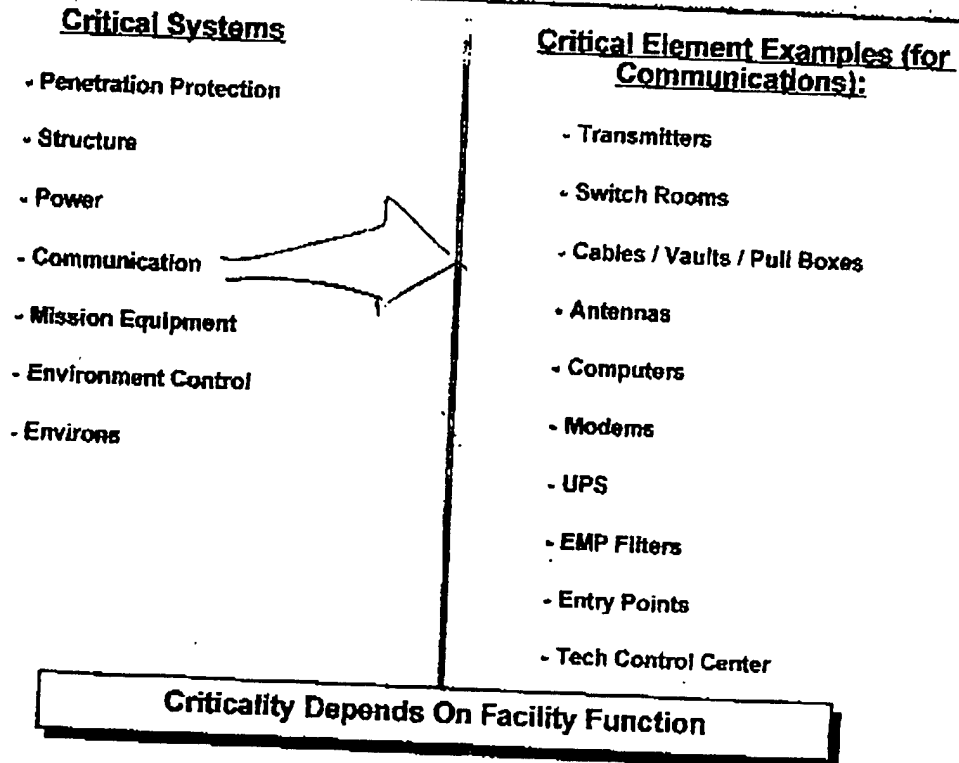 Critical Systems
- Penetration Protection
- Structure
- Power
- Communication
- Mission Equipment
- Environment Control
- Environs
Critical Element Examples (for
Communications):
- Transmitters
- Switch Rooms
- Cables / Vaults / Pull Boxes
- Antennas
- Computers
- Modems
- UPS
- EMP Filters
- Entry Points
- Tech Control Center
Criticality Depends On Facility Function